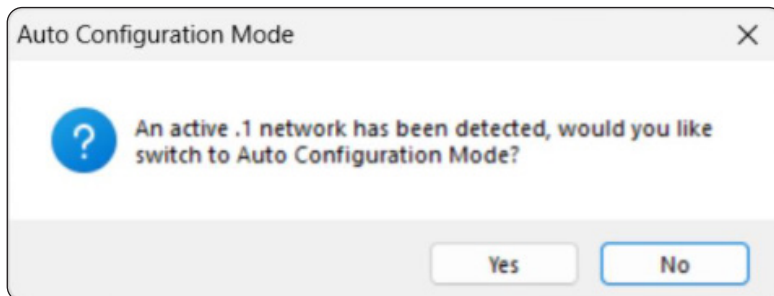 Auto Configuration Mode
An active .1 network has been detected, would you like
switch to Auto Configuration Mode?
Yes
No